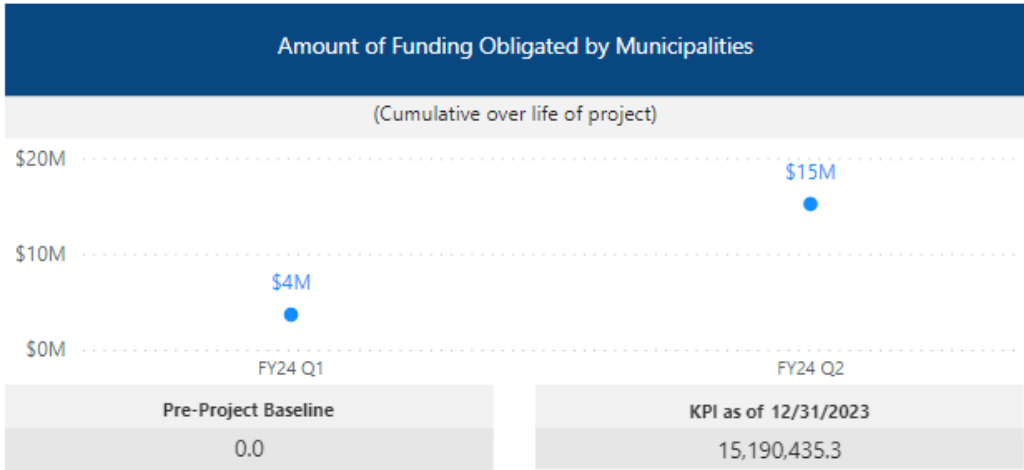 Amount of Funding Obligated by Municipalities
(Cumulative over life of project)
$20M
$15M
$10M
$4M
$0M
FY24 Q1 FY24 Q2
Pre-Project Baseline KPI as of 12/31/2023
0.0 15,190,435.3